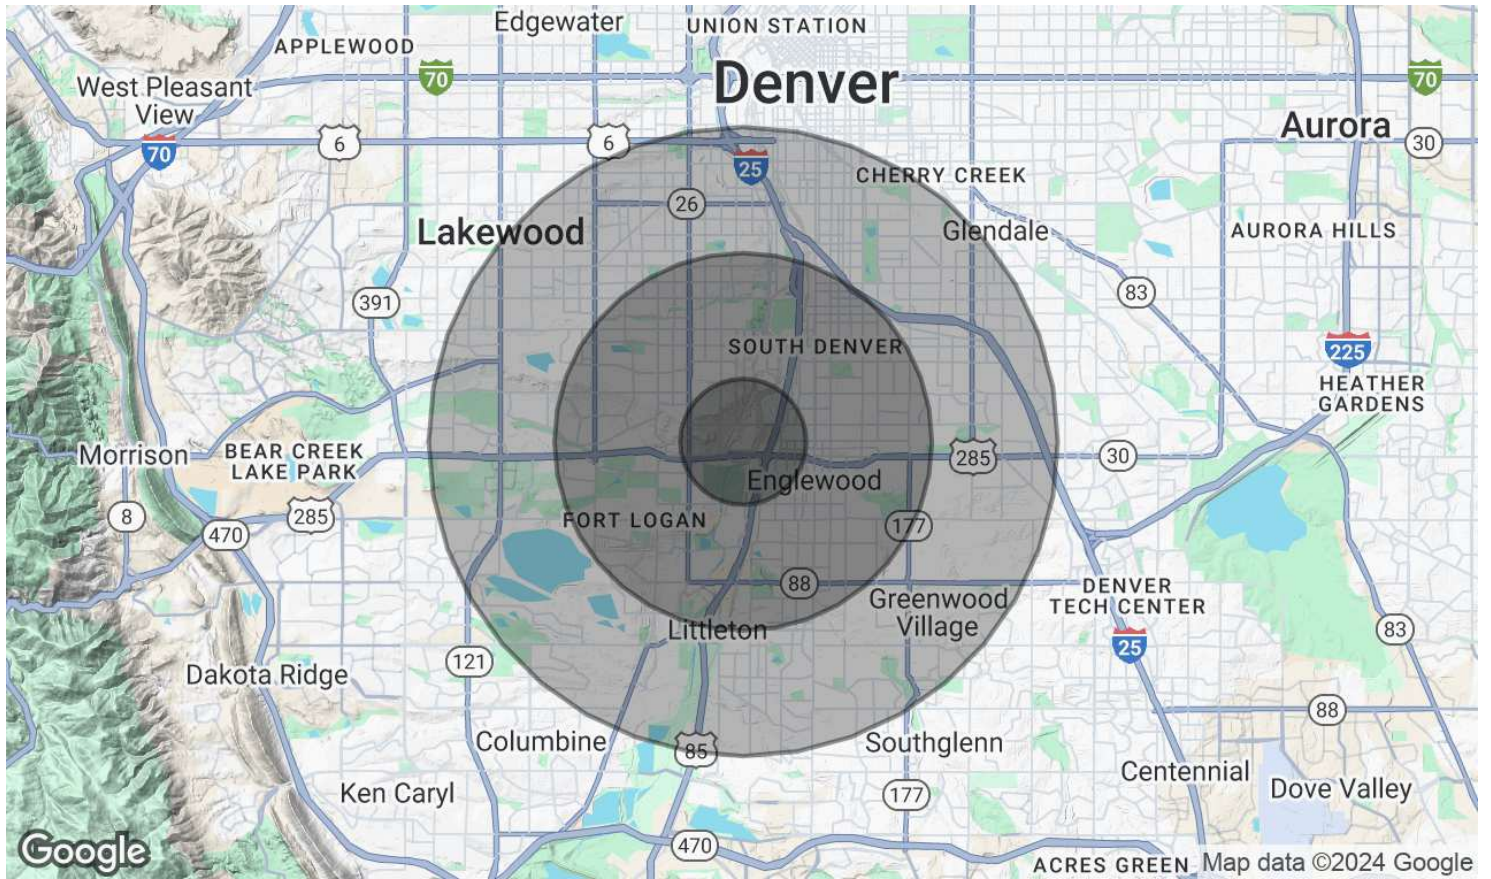 Edgewater
UNION STATION
APPLEWOOD
70
Denver
70
West Pleasant
View
Aurora
70
6
6
25
30
CHERRY CREEK
26
Lakewood
Glendale
AURORA HILLS
391
83
SOUTH DENVER
225
HEATHER
GARDENS
Morrison
BEAR CREEK
LAKE PARK
285
30
Englewood
8
285
FORT LOGAN
177
470
88
DENVER
TECH CENTER
Greenwood
Village
Littleton
83
25
121
Dakota Ridge
88
Columbine
85
Southglenn
Centennial
Ken Caryl
177
Dove Valley
470
Google
ACRES GREEN
Map data ©2024 Google